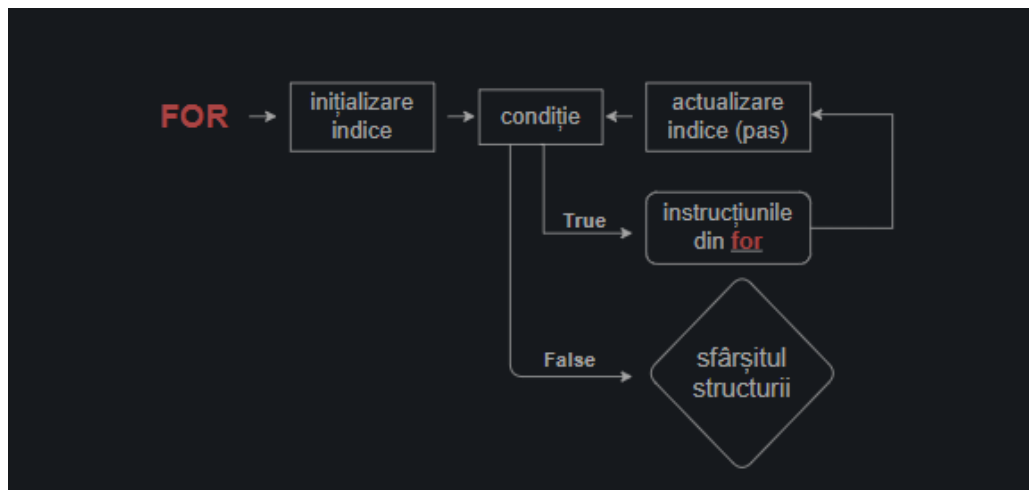 FOR
inițializare
indice
condiție
actualizare
indice (pas)
True
instrucțiunile
din for
False
sfârșitul
structurii